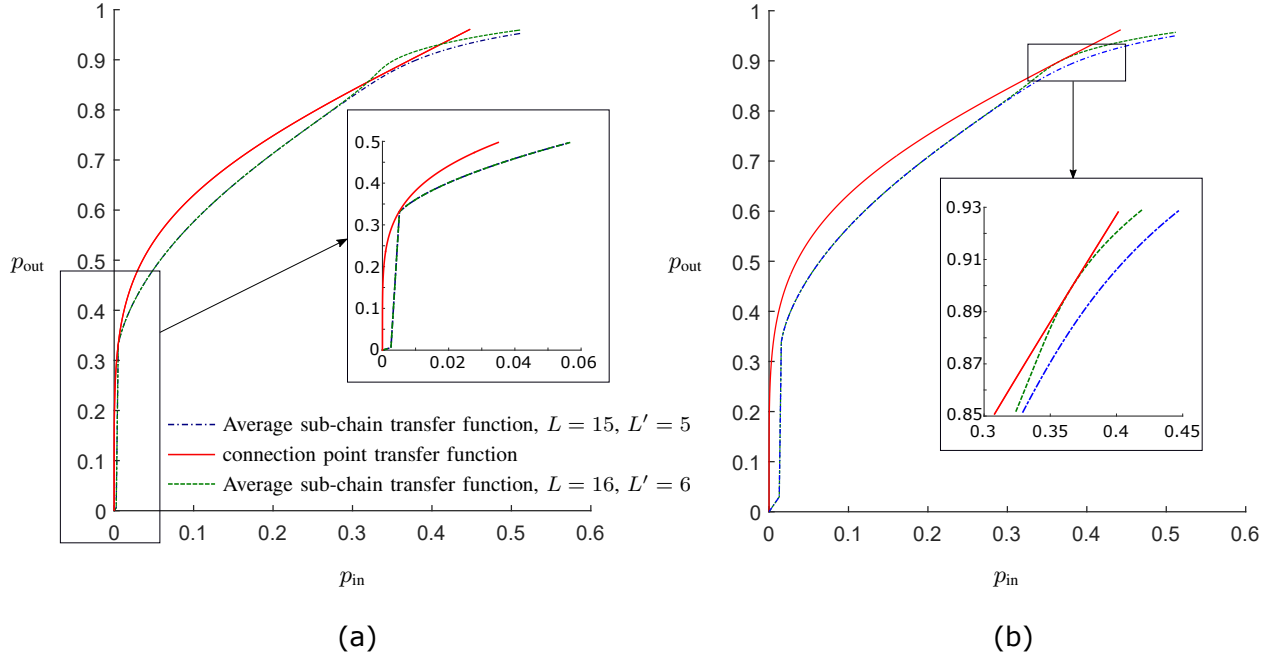 1
0.9
0.8
0.7
0.6
0.5
0.4
0.3
0.2
0.1
0
p_out
0 0.1 0.2 0.3 0.4 0.5 0.6
p_in
0.5
0.4
0.3
0.2
0.1
0
0 0.02 0.04 0.06
Average sub-chain transfer function, L = 15, L′ = 5
connection point transfer function
Average sub-chain transfer function, L = 16, L′ = 6
(a)
1
0.9
0.8
0.7
0.6
0.5
0.4
0.3
0.2
0.1
0
p_out
0 0.1 0.2 0.3 0.4 0.5 0.6
p_in
0.93
0.91
0.89
0.87
0.85
0.3 0.35 0.4 0.45
(b)